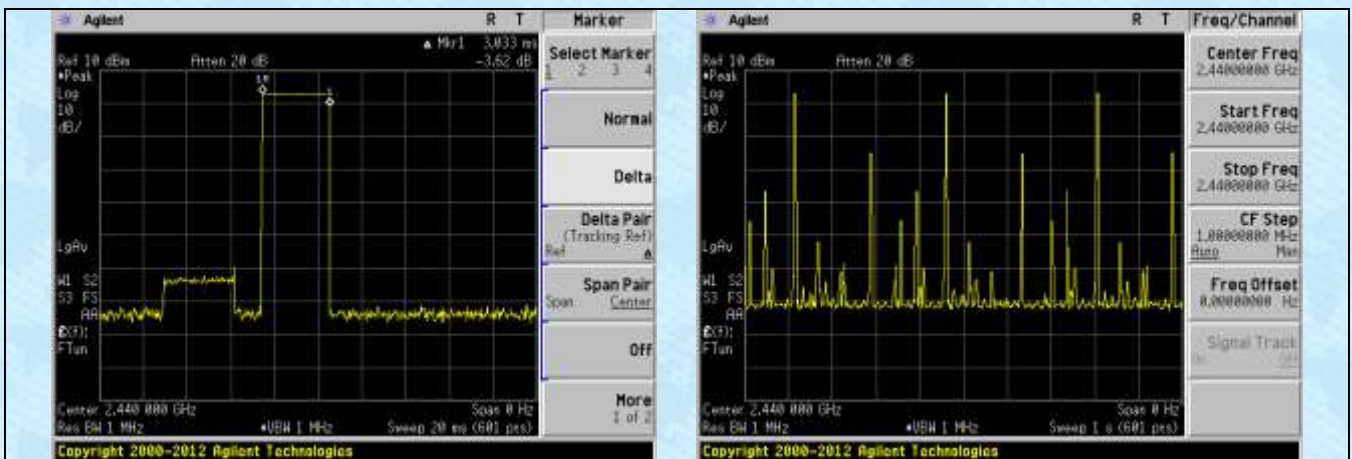 Agilent R T Marker
▲ Mkr1 3.033 ms
Ref 10 dBm Atten 20 dB -3.62 dB
•Peak
Log
10
dB/
1R
1
LgAv
W1 S2
S3 FS
AA
£(f):
FTun
Center 2.440 000 GHz Span 0 Hz
Res BW 1 MHz •VBW 1 MHz Sweep 20 ms (601 pts)
Copyright 2000-2012 Agilent Technologies
Select Marker
1 2 3 4
Normal
Delta
Delta Pair
(Tracking Ref)
Ref ▲
Span Pair
Span Center
Off
More
1 of 2
Agilent R T Freq/Channel
Ref 10 dBm Atten 20 dB
•Peak
Log
10
dB/
LgAv
W1 S2
S3 FS
AA
£(f):
FTun
Center 2.440 000 GHz Span 0 Hz
Res BW 1 MHz •VBW 1 MHz Sweep 1 s (601 pts)
Copyright 2000-2012 Agilent Technologies
Center Freq
2.44000000 GHz
Start Freq
2.44000000 GHz
Stop Freq
2.44000000 GHz
CF Step
1.00000000 MHz
Auto Man
Freq Offset
0.00000000 Hz
Signal Track
On Off